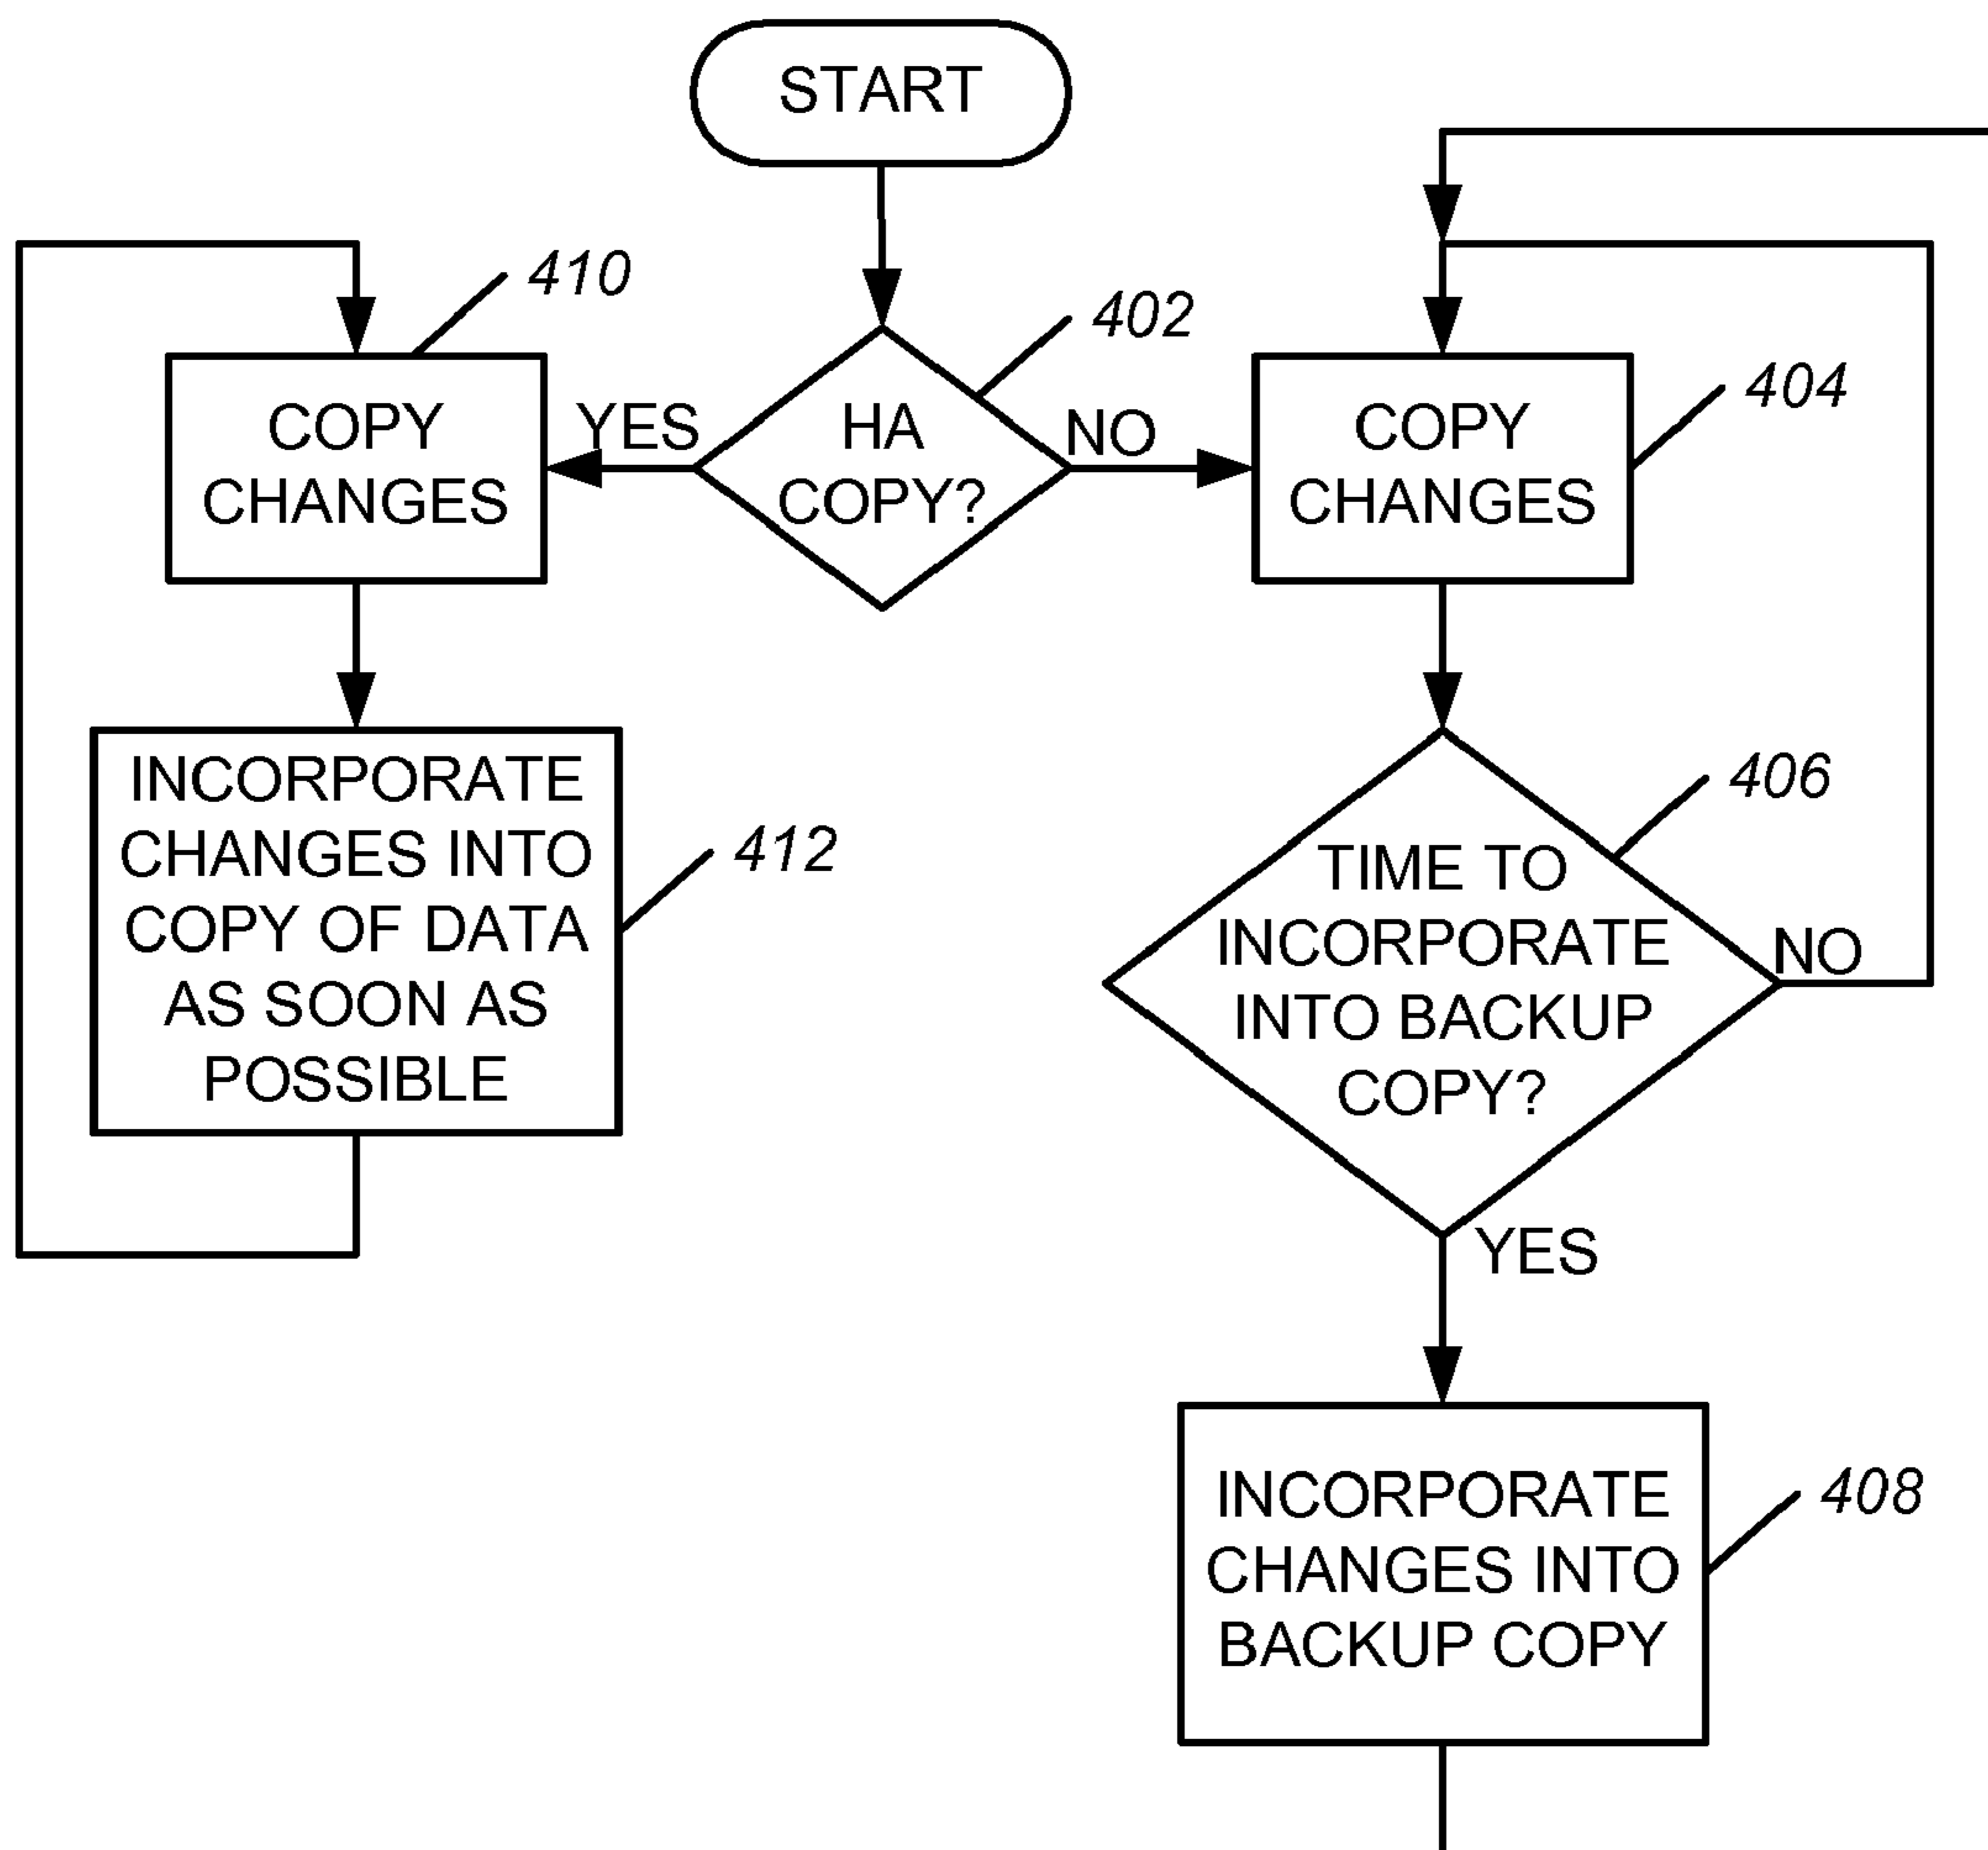 START
410
402
404
COPY
CHANGES
YES
HA
COPY?
NO
COPY
CHANGES
INCORPORATE
CHANGES INTO
COPY OF DATA
AS SOON AS
POSSIBLE
412
406
TIME TO
INCORPORATE
INTO BACKUP
COPY?
NO
YES
INCORPORATE
CHANGES INTO
BACKUP COPY
408